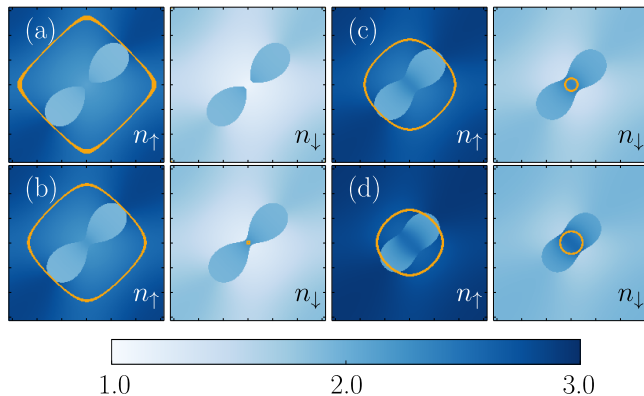 (a) (c)
n↑ n↓ n↑ n↓
(b) (d)
n↑ n↓ n↑ n↓
1.0 2.0 3.0